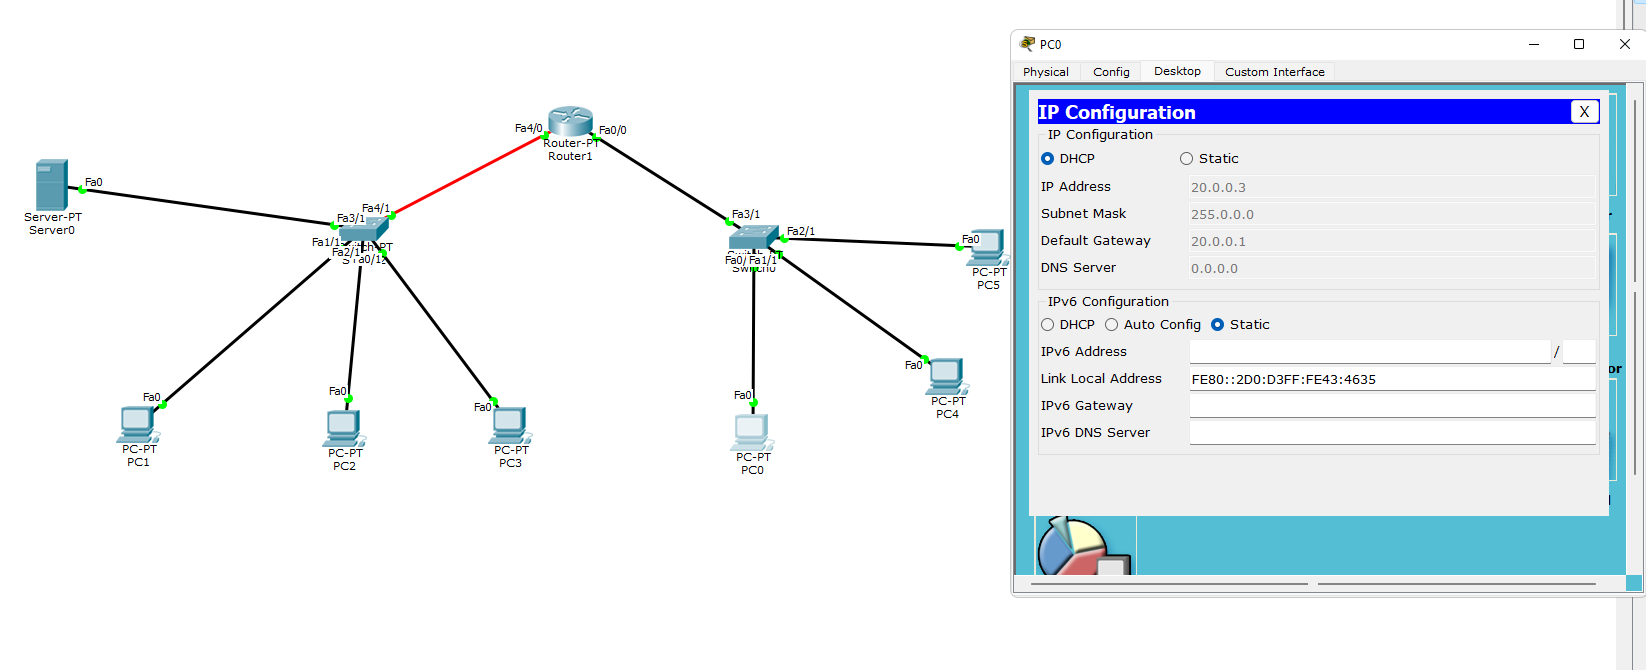 Fa4/0
Fa0/0
Router-PT
Router1
Fa0
Server-PT
Server0
Fa4/1
Fa3/1
Fa1/1
Fa2/1
Fa0/1
Fa3/1
Fa2/1
Fa0/
Fa1/1
Fa0
PC-PT
PC5
Fa0
PC-PT
PC4
Fa0
PC-PT
PC0
Fa0
PC-PT
PC1
Fa0
PC-PT
PC2
Fa0
PC-PT
PC3
PC0
Physical Config Desktop Custom Interface
IP Configuration X
IP Configuration
DHCP Static
IP Address 20.0.0.3
Subnet Mask 255.0.0.0
Default Gateway 20.0.0.1
DNS Server 0.0.0.0
IPv6 Configuration
DHCP Auto Config Static
IPv6 Address /
Link Local Address FE80::2D0:D3FF:FE43:4635
IPv6 Gateway
IPv6 DNS Server
or